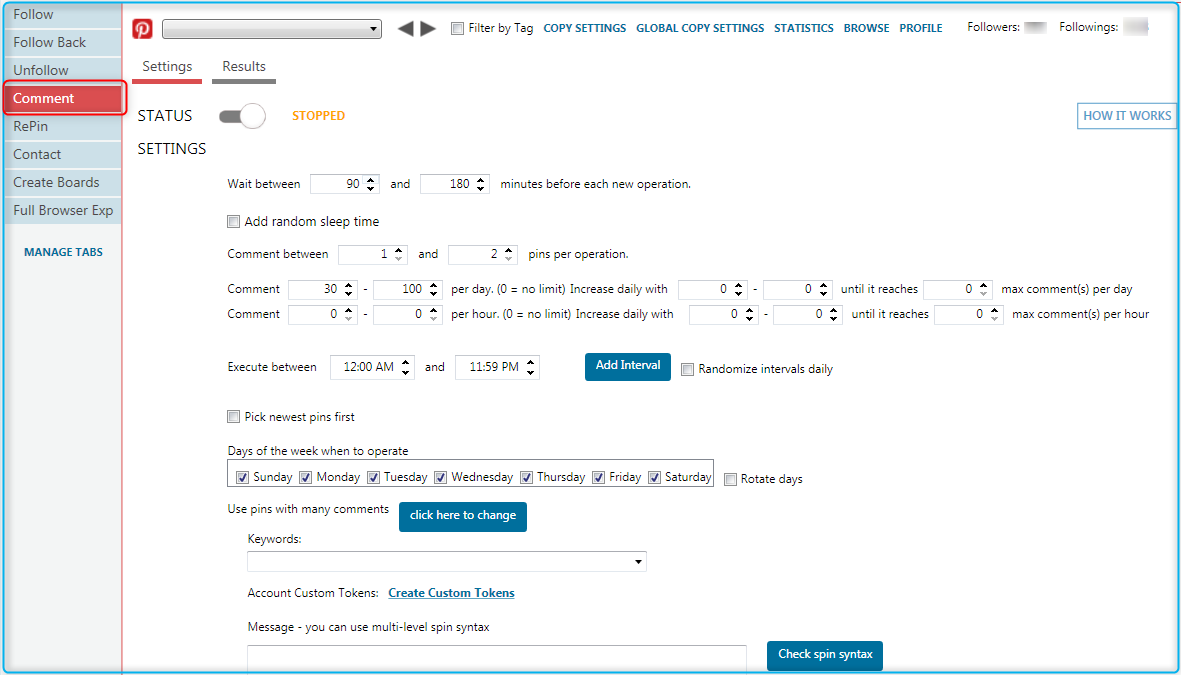 Follow
Follow Back
Unfollow
Comment
RePin
Contact
Create Boards
Full Browser Exp
MANAGE TABS
Filter by Tag COPY SETTINGS GLOBAL COPY SETTINGS STATISTICS BROWSE PROFILE Followers: Followings:
Settings Results
STATUS STOPPED HOW IT WORKS
SETTINGS
Wait between 90 and 180 minutes before each new operation.
Add random sleep time
Comment between 1 and 2 pins per operation.
Comment 30 - 100 per day. (0 = no limit) Increase daily with 0 - 0 until it reaches 0 max comment(s) per day
Comment 0 - 0 per hour. (0 = no limit) Increase daily with 0 - 0 until it reaches 0 max comment(s) per hour
Execute between 12:00 AM and 11:59 PM Add Interval Randomize intervals daily
Pick newest pins first
Days of the week when to operate
Sunday Monday Tuesday Wednesday Thursday Friday Saturday Rotate days
Use pins with many comments click here to change
Keywords:
Account Custom Tokens: Create Custom Tokens
Message - you can use multi-level spin syntax
Check spin syntax